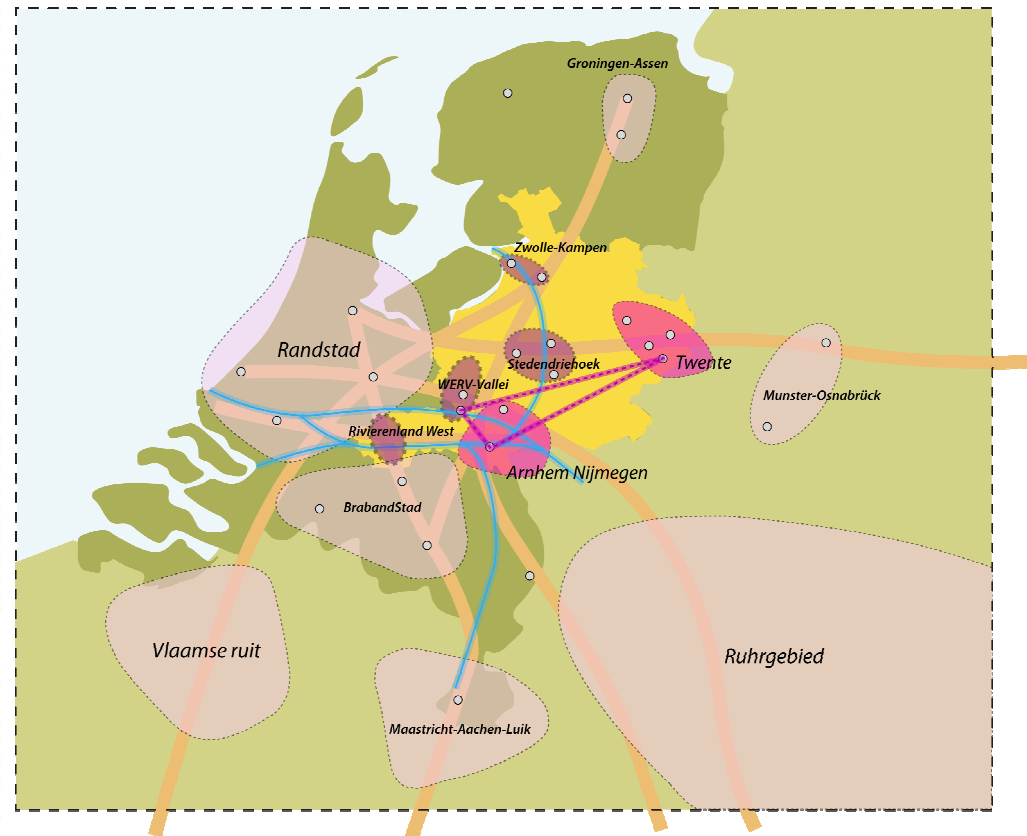 Groningen-Assen
Zwolle-Kampen
Randstad
Stedendriehoek
Twente
WERV-Vallei
Munster-Osnabrück
Rivierenland West
Arnhem Nijmegen
BrabandStad
Vlaamse ruit
Ruhrgebied
Maastricht-Aachen-Luik